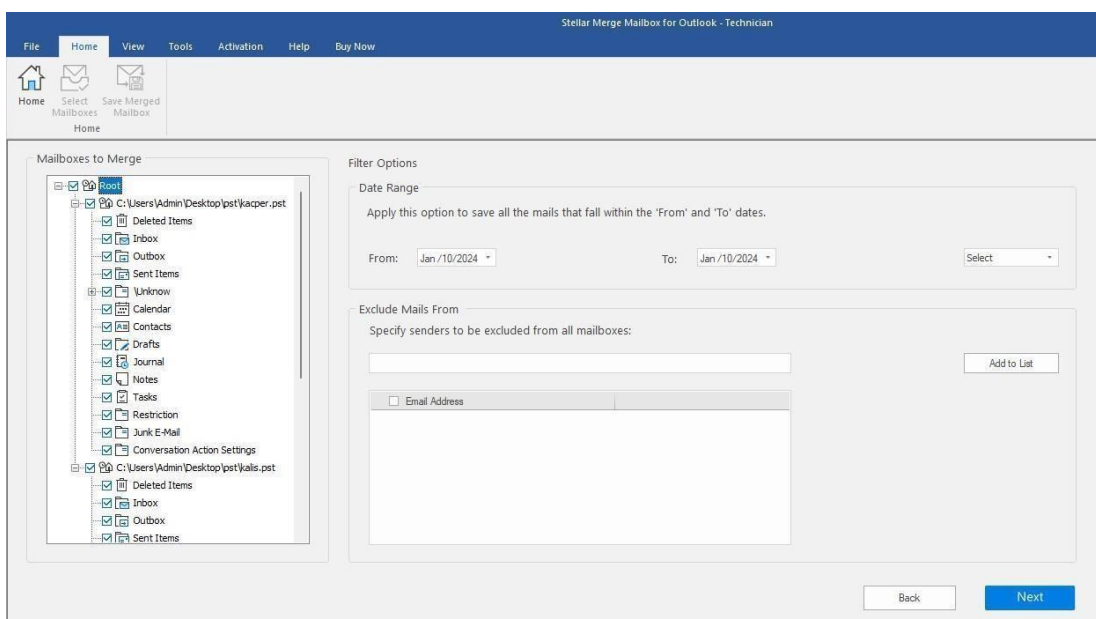 Stellar Merge Mailbox for Outlook - Technician
File Home View Tools Activation Help Buy Now
Home Select Mailboxes Save Merged Mailbox
Home
Mailboxes to Merge
Root
C:\Users\Admin\Desktop\pst\kacper.pst
Deleted Items
Inbox
Outbox
Sent Items
\Unknow
Calendar
Contacts
Drafts
Journal
Notes
Tasks
Restriction
Junk E-Mail
Conversation Action Settings
C:\Users\Admin\Desktop\pst\kalis.pst
Deleted Items
Inbox
Outbox
Sent Items
Filter Options
Date Range
Apply this option to save all the mails that fall within the 'From' and 'To' dates.
From: Jan /10/2024 To: Jan /10/2024 Select
Exclude Mails From
Specify senders to be excluded from all mailboxes:
Add to List
Email Address
Back Next